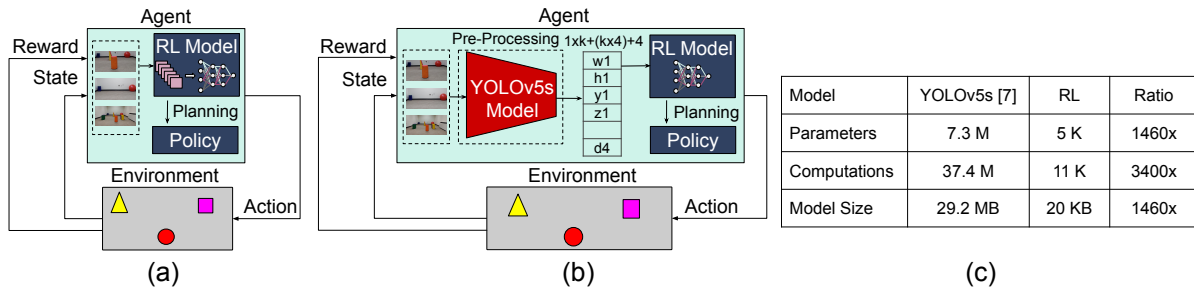 Agent
Reward
State
RL Model
Planning
Policy
Environment
Action
(a)
Agent
Reward
State
Pre-Processing
1xk+(kx4)+4
YOLOv5s
Model
w1
h1
y1
z1
d4
RL Model
Planning
Policy
Environment
Action
(b)
Model YOLOv5s [7] RL Ratio
Parameters 7.3 M 5 K 1460x
Computations 37.4 M 11 K 3400x
Model Size 29.2 MB 20 KB 1460x
(c)